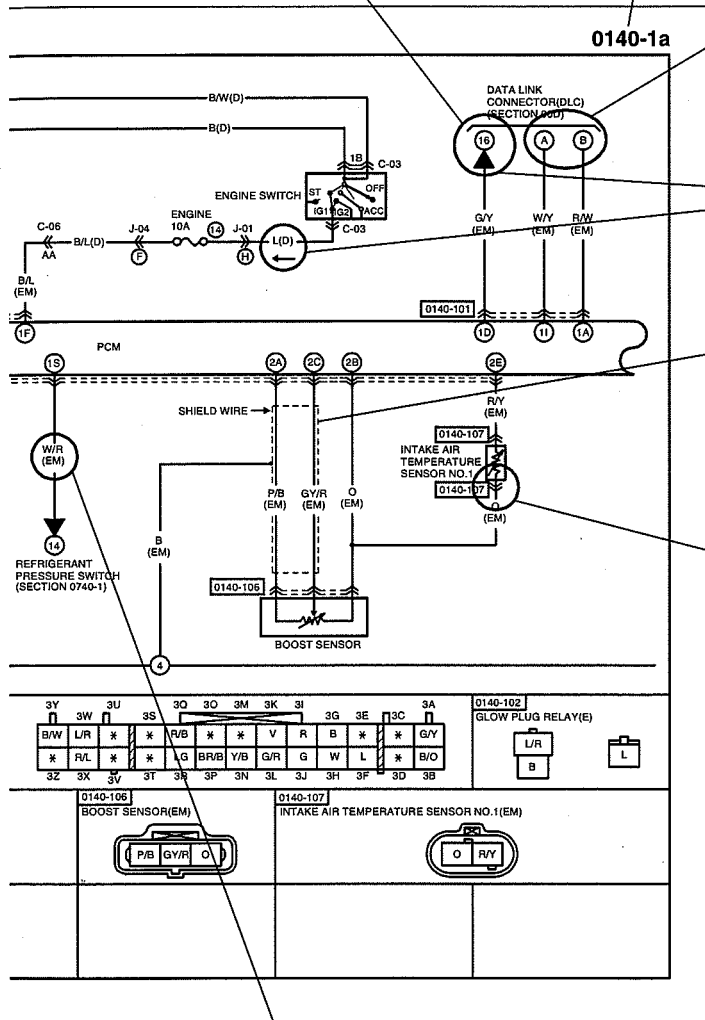 0140-1a
B/W(D)
B(D)
DATA LINK
CONNECTOR(DLC)
(SECTION 00D)
16
A
B
1B
C-03
ENGINE SWITCH
ST
OFF
IG1
IG2
ACC
C-03
G/Y
(EM)
W/Y
(EM)
R/W
(EM)
C-06
AA
B/L(D)
J-04
F
ENGINE
10A
14
J-01
H
L(D)
B/L
(EM)
0140-101
1F
1D
1I
1A
PCM
1S
2A
2C
2B
2E
R/Y
(EM)
SHIELD WIRE
0140-107
INTAKE AIR
TEMPERATURE
SENSOR NO.1
0140-107
O
(EM)
W/R
(EM)
P/B
(EM)
GY/R
(EM)
O
(EM)
B
(EM)
14
REFRIGERANT
PRESSURE SWITCH
(SECTION 0740-1)
0140-106
BOOST SENSOR
4
3Y 3W 3U 3S 3Q 3O 3M 3K 3I 3G 3E 3C 3A
B/W L/R * * R/B * * V R B * * G/Y
* R/L * * LG BR/B Y/B G/R G W L * B/O
3Z 3X 3V 3T 3R 3P 3N 3L 3J 3H 3F 3D 3B
0140-102
GLOW PLUG RELAY(E)
L/R
B
L
0140-106
BOOST SENSOR(EM)
P/B GY/R O
0140-107
INTAKE AIR TEMPERATURE SENSOR NO.1(EM)
O R/Y